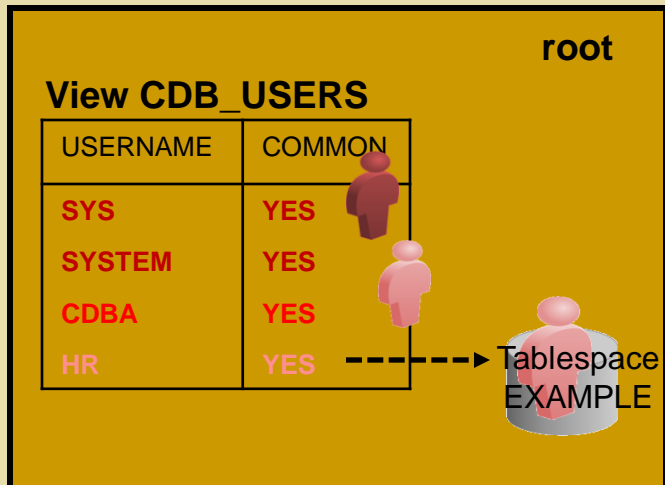 root
View CDB_USERS
USERNAME COMMON
SYS YES
SYSTEM YES
CDBA YES
HR YES
Tablespace
EXAMPLE